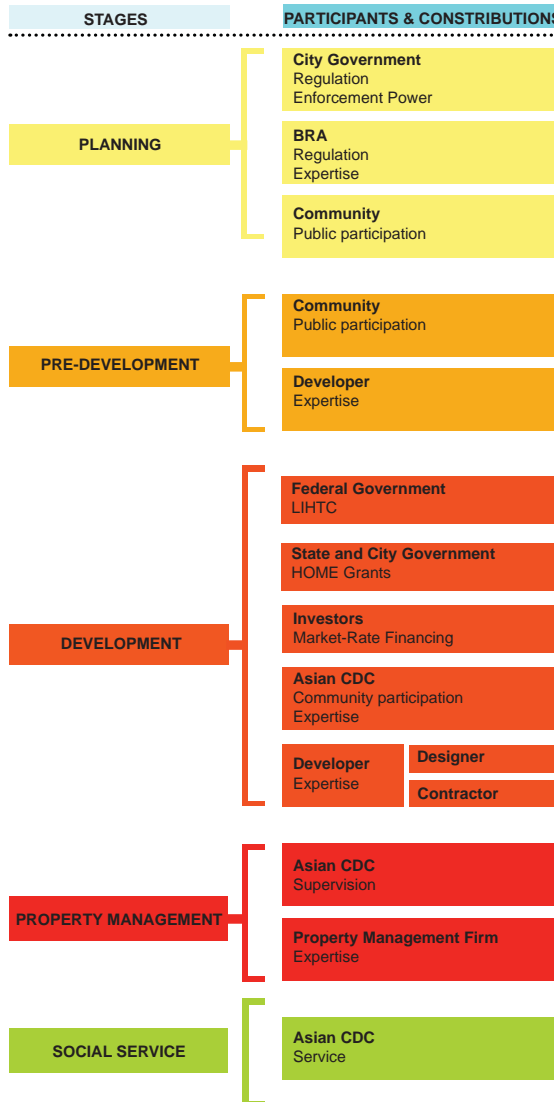 STAGES
PARTICIPANTS & CONSTRIBUTIONS
City Government
Regulation
Enforcement Power
PLANNING
BRA
Regulation
Expertise
Community
Public participation
Community
Public participation
PRE-DEVELOPMENT
Developer
Expertise
Federal Government
LIHTC
State and City Government
HOME Grants
Investors
Market-Rate Financing
DEVELOPMENT
Asian CDC
Community participation
Expertise
Developer
Expertise
Designer
Contractor
Asian CDC
Supervision
PROPERTY MANAGEMENT
Property Management Firm
Expertise
SOCIAL SERVICE
Asian CDC
Service